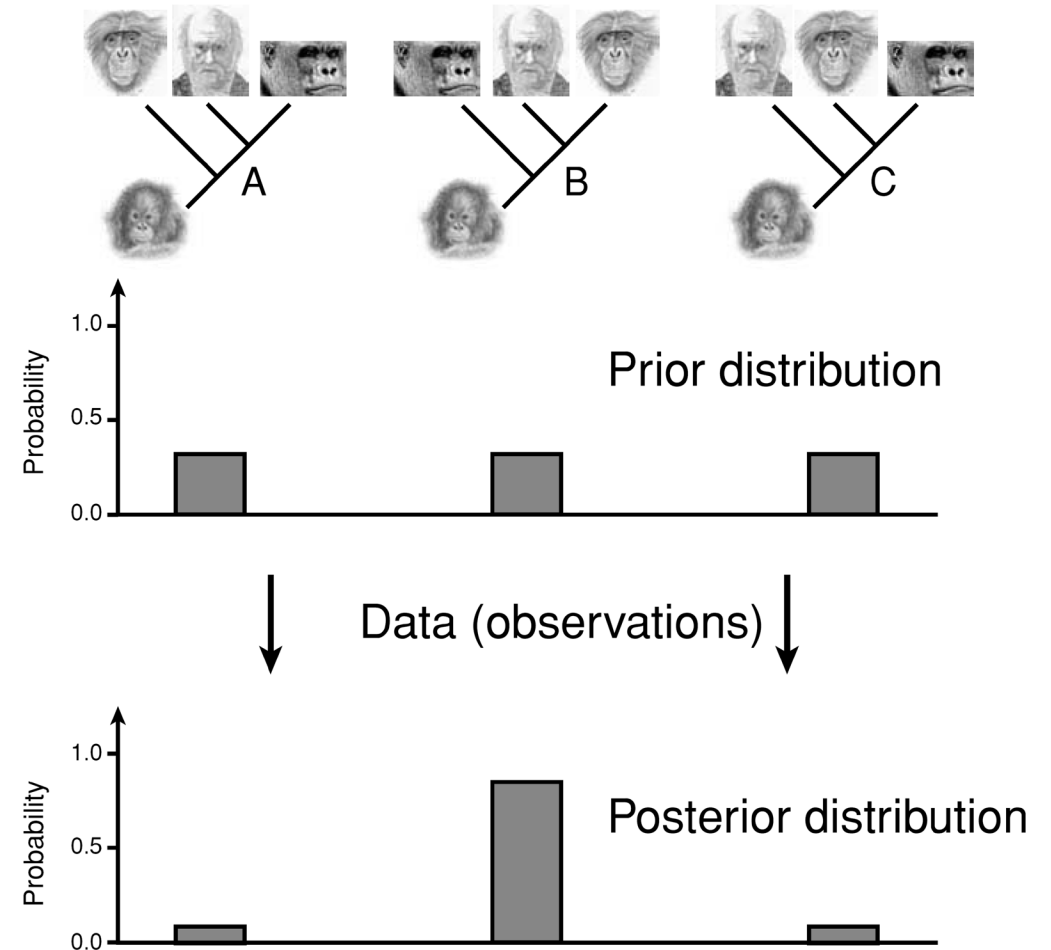 A
B
C
Probability
1.0
0.5
0.0
Prior distribution
Data (observations)
Probability
1.0
0.5
0.0
Posterior distribution